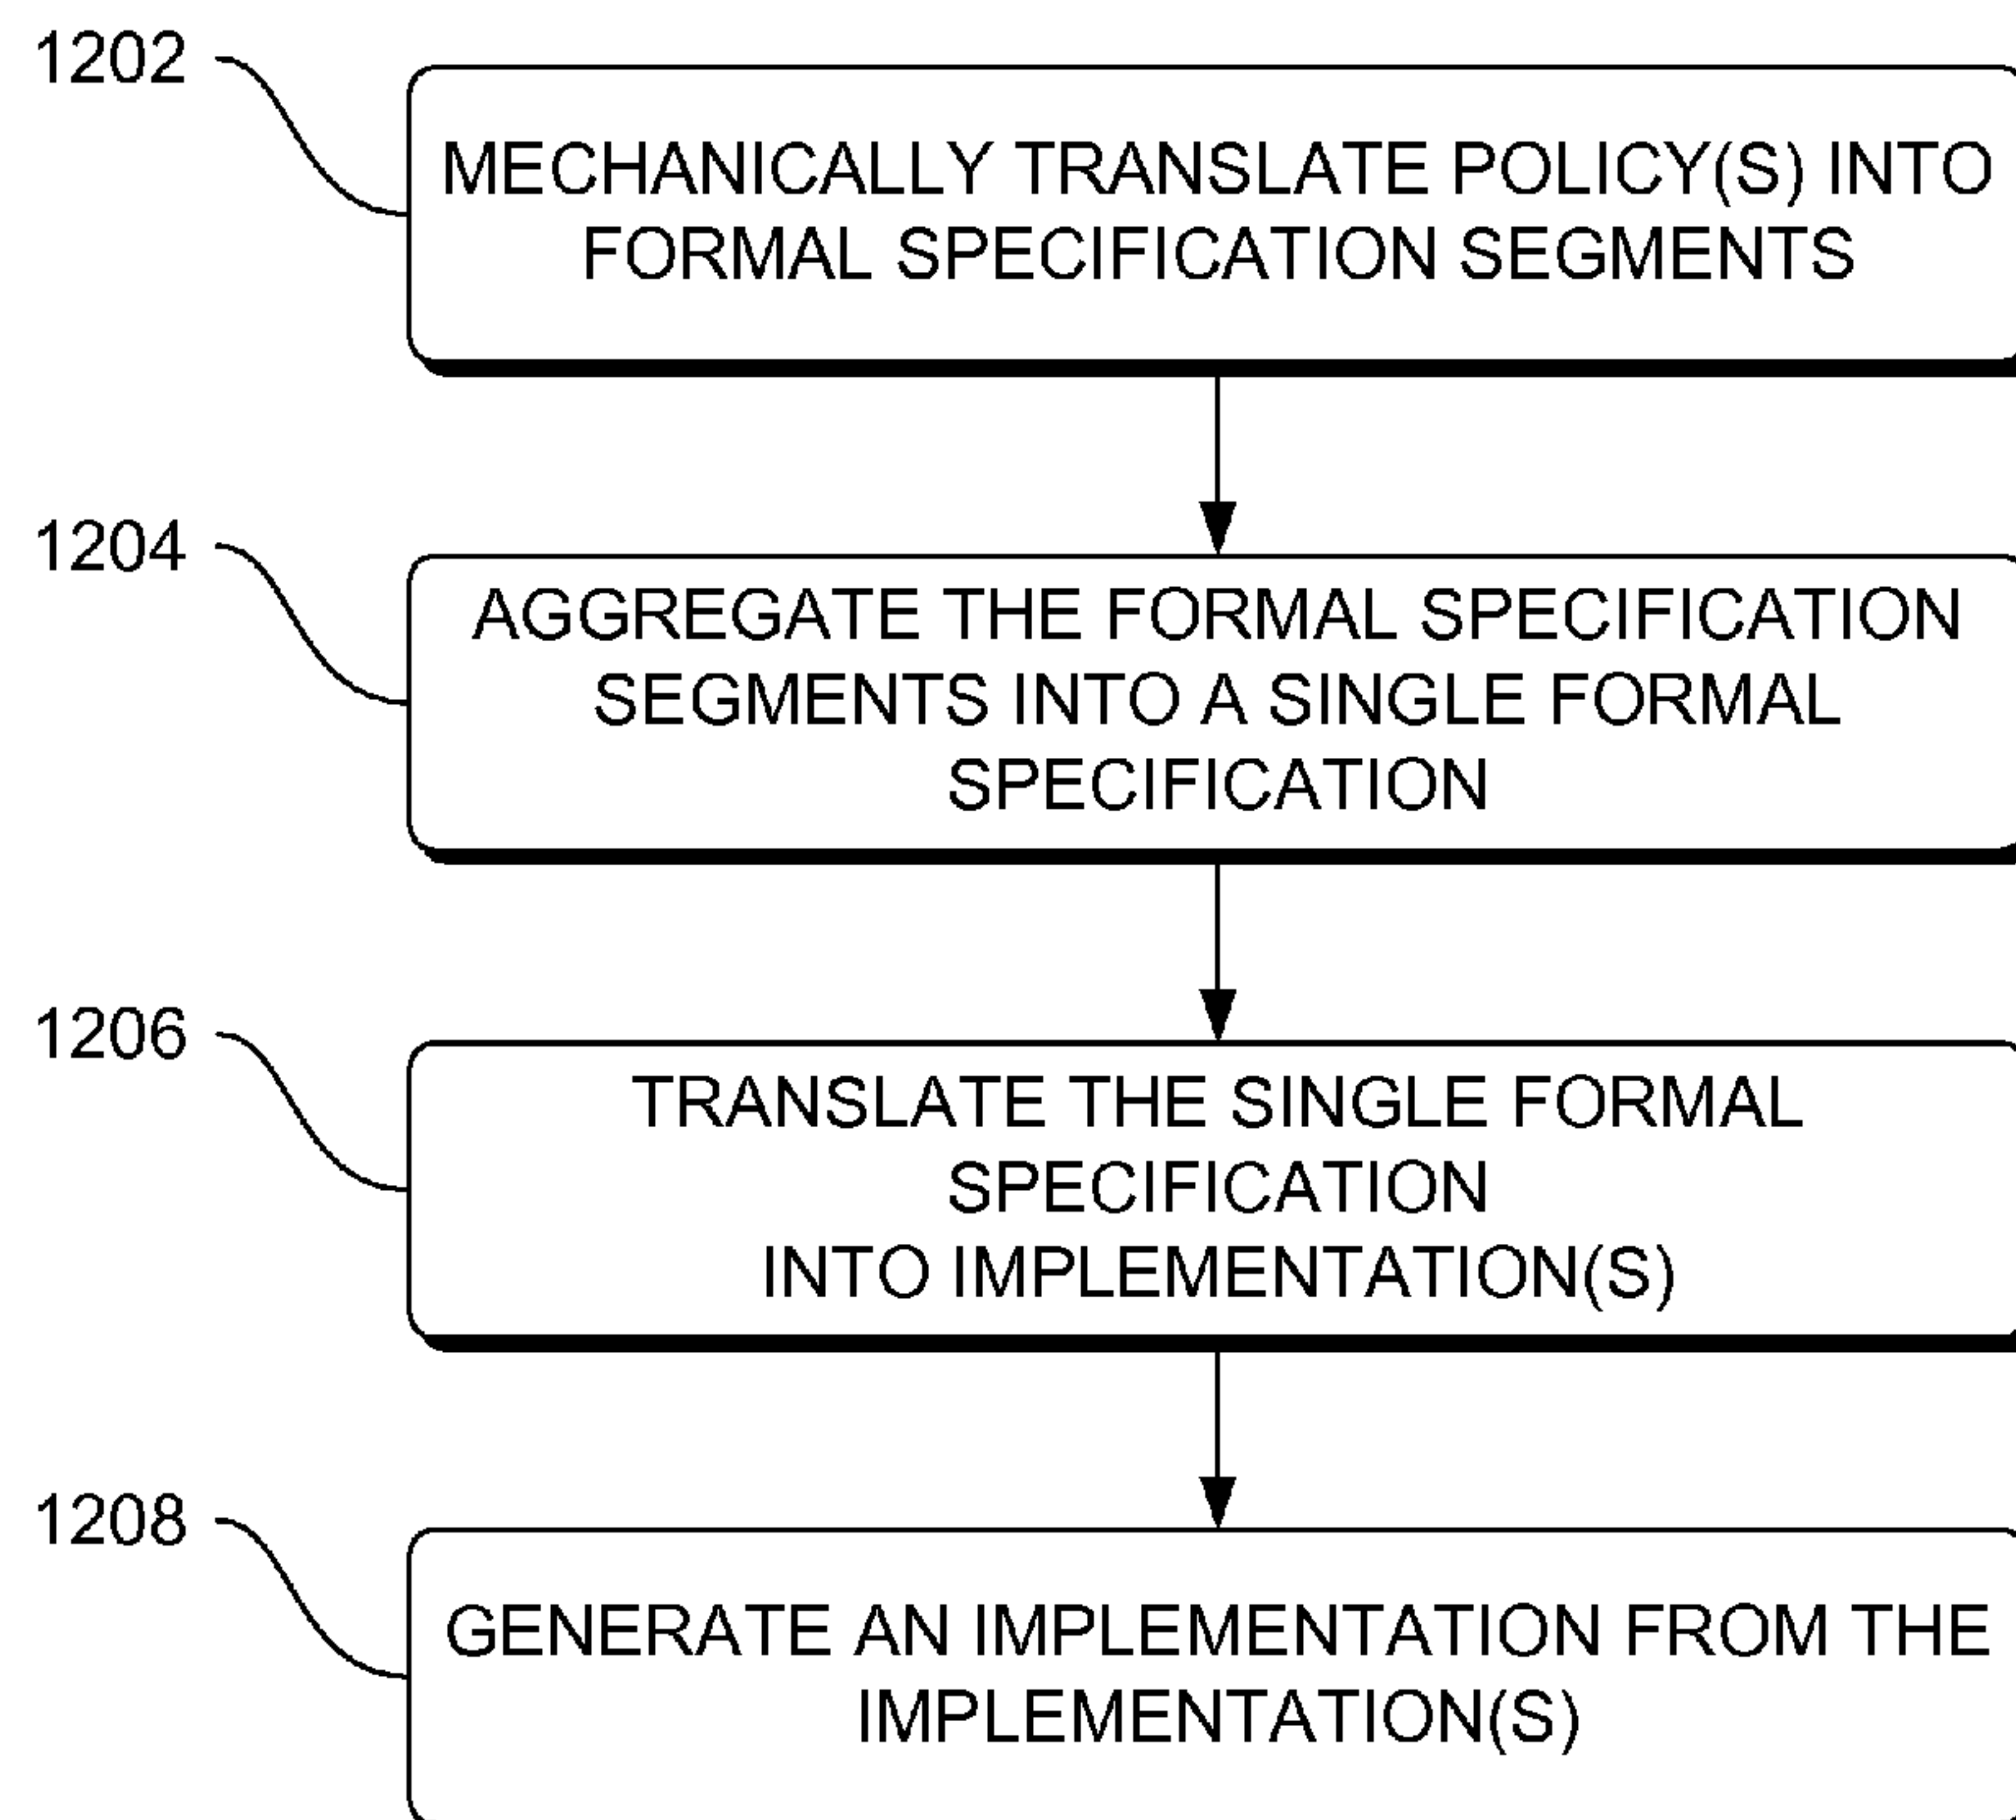 1202
MECHANICALLY TRANSLATE POLICY(S) INTO
FORMAL SPECIFICATION SEGMENTS
1204
AGGREGATE THE FORMAL SPECIFICATION
SEGMENTS INTO A SINGLE FORMAL
SPECIFICATION
1206
TRANSLATE THE SINGLE FORMAL
SPECIFICATION
INTO IMPLEMENTATION(S)
1208
GENERATE AN IMPLEMENTATION FROM THE
IMPLEMENTATION(S)